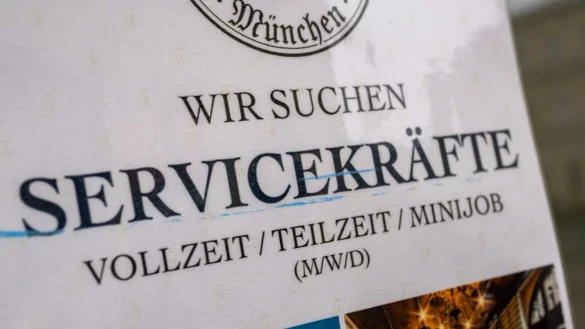 München
WIR SUCHEN
SERVICEKRÄFTE
VOLLZEIT / TEILZEIT / MINIJOB
(M/W/D)